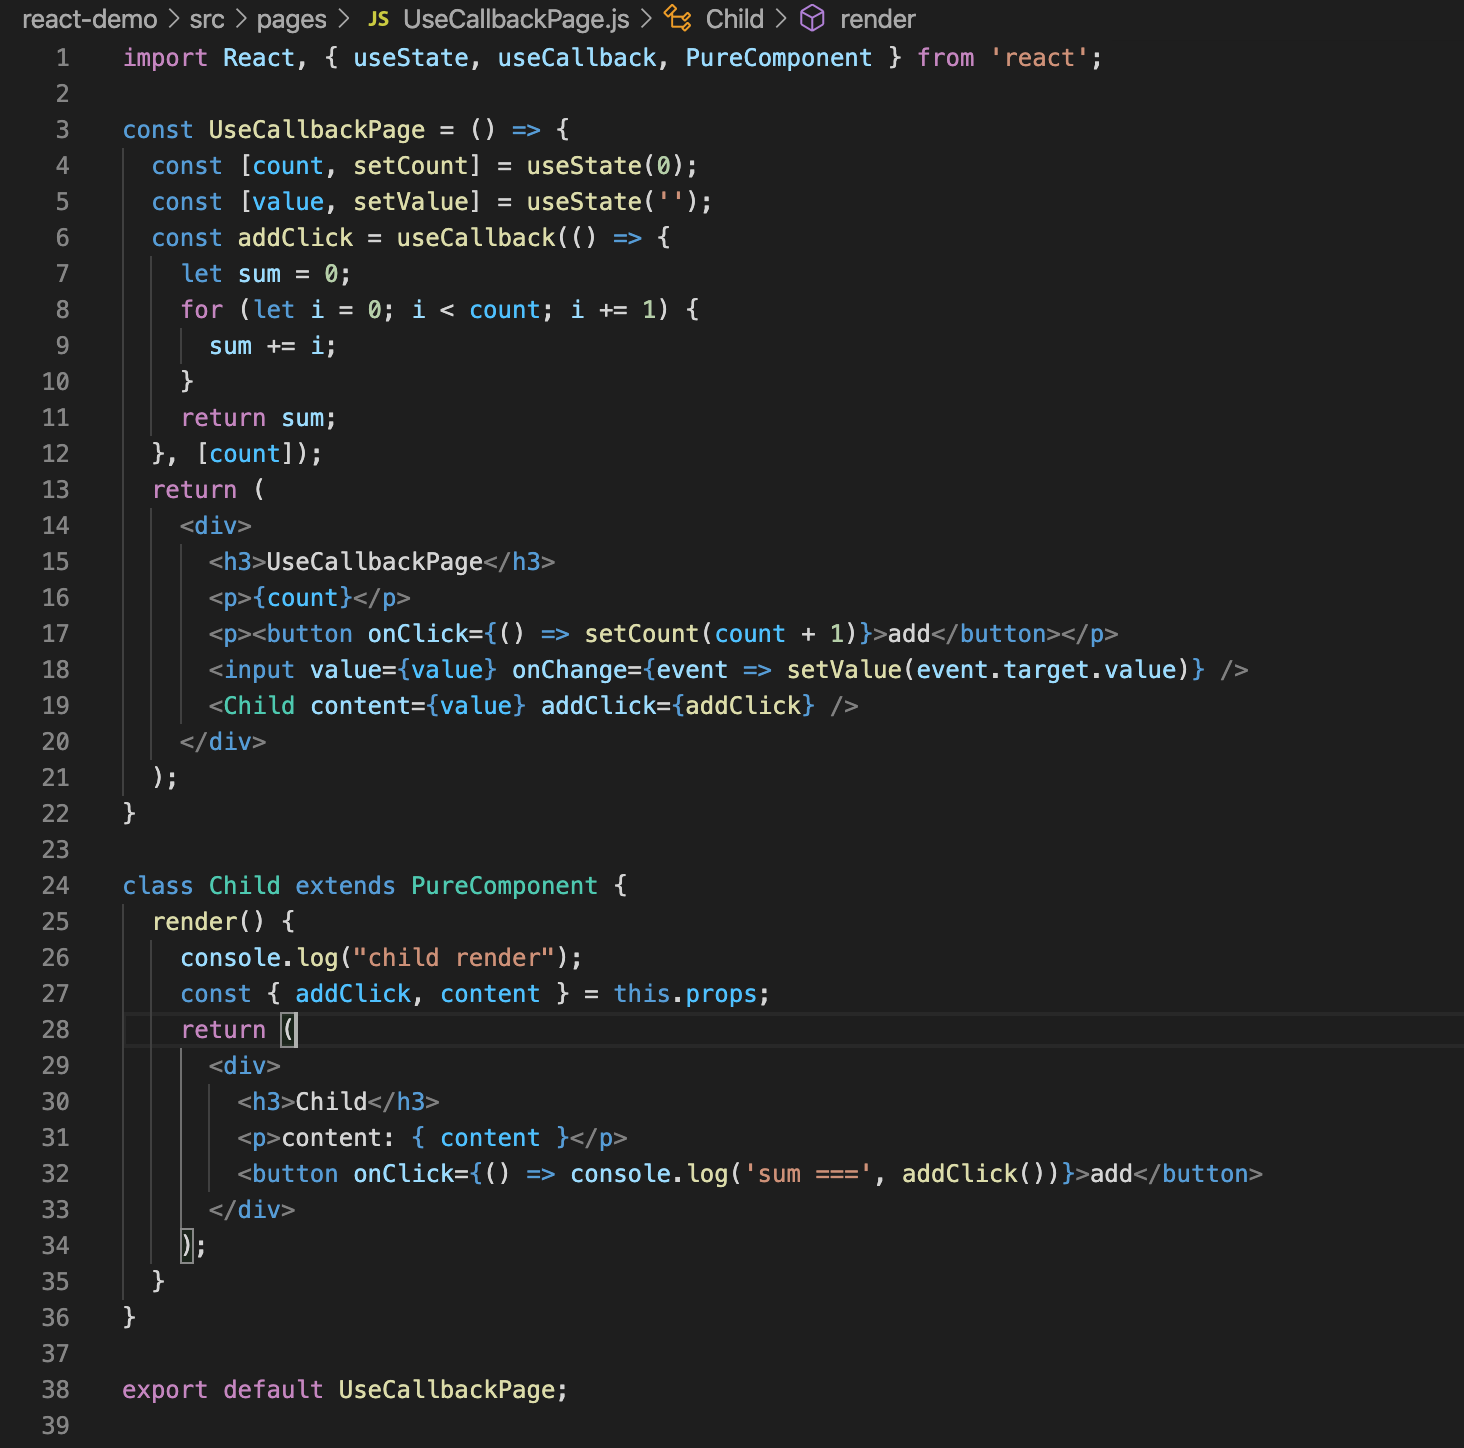 react-demo > src > pages > JS UseCallbackPage.js > Child > render
1 import React, { useState, useCallback, PureComponent } from 'react';
2
3 const UseCallbackPage = () => {
4   const [count, setCount] = useState(0);
5   const [value, setValue] = useState('');
6   const addClick = useCallback(() => {
7     let sum = 0;
8     for (let i = 0; i < count; i += 1) {
9       sum += i;
10     }
11     return sum;
12   }, [count]);
13   return (
14     <div>
15       <h3>UseCallbackPage</h3>
16       <p>{count}</p>
17       <p><button onClick={() => setCount(count + 1)}>add</button></p>
18       <input value={value} onChange={event => setValue(event.target.value)} />
19       <Child content={value} addClick={addClick} />
20     </div>
21   );
22 }
23
24 class Child extends PureComponent {
25   render() {
26     console.log("child render");
27     const { addClick, content } = this.props;
28     return (
29       <div>
30         <h3>Child</h3>
31         <p>content: { content }</p>
32         <button onClick={() => console.log('sum ===', addClick())}>add</button>
33       </div>
34     );
35   }
36 }
37
38 export default UseCallbackPage;
39